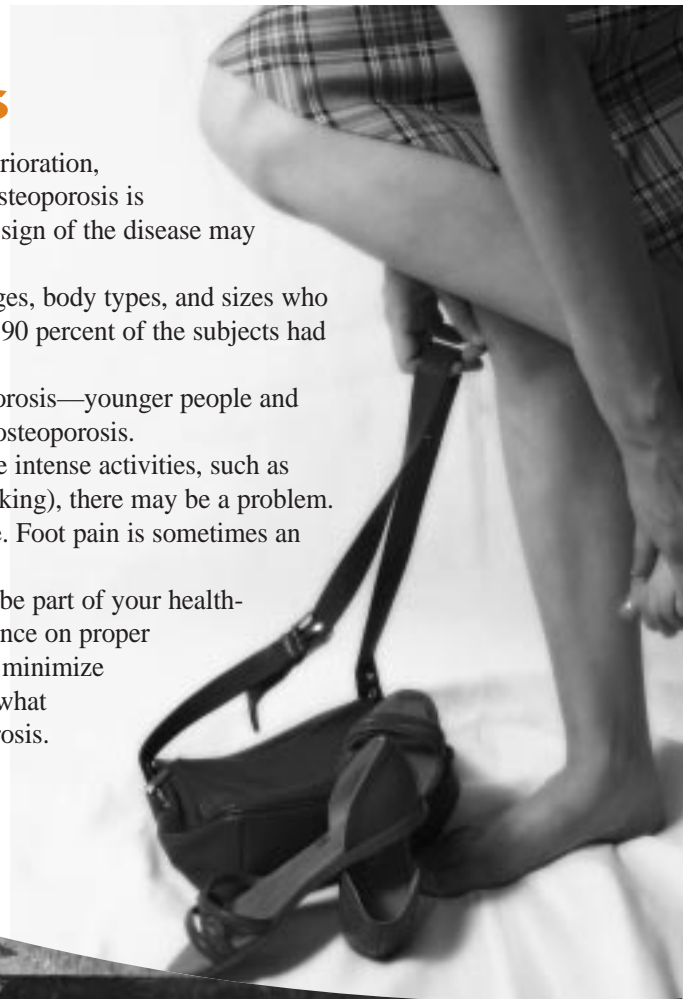 s
rioration,
steoporosis is
sign of the disease may
ges, body types, and sizes who
90 percent of the subjects had
orosis—younger people and
osteoporosis.
e intense activities, such as
king), there may be a problem.
e. Foot pain is sometimes an
be part of your health-
nce on proper
minimize
what
rosis.